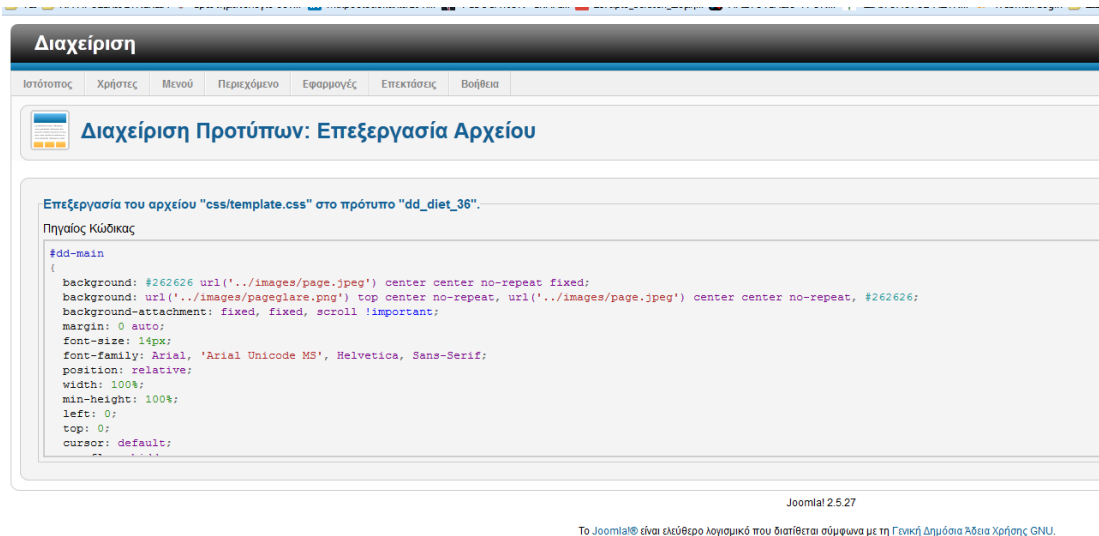 Διαχείριση
Ιστότοπος Χρήστες Μενού Περιεχόμενο Εφαρμογές Επεκτάσεις Βοήθεια
Διαχείριση Προτύπων: Επεξεργασία Αρχείου
Επεξεργασία του αρχείου "css/template.css" στο πρότυπο "dd_diet_36".
Πηγαίος Κώδικας
#dd-main
{
background: #262626 url('../images/page.jpeg') center center no-repeat fixed;
background: url('../images/pageglare.png') top center no-repeat, url('../images/page.jpeg') center center no-repeat, #262626;
background-attachment: fixed, fixed, scroll !important;
margin: 0 auto;
font-size: 14px;
font-family: Arial, 'Arial Unicode MS', Helvetica, Sans-Serif;
position: relative;
width: 100%;
min-height: 100%;
left: 0;
top: 0;
cursor: default;
Joomla! 2.5.27
Το Joomla!® είναι ελεύθερο λογισμικό που διατίθεται σύμφωνα με τη Γενική Δημόσια Άδεια Χρήσης GNU.